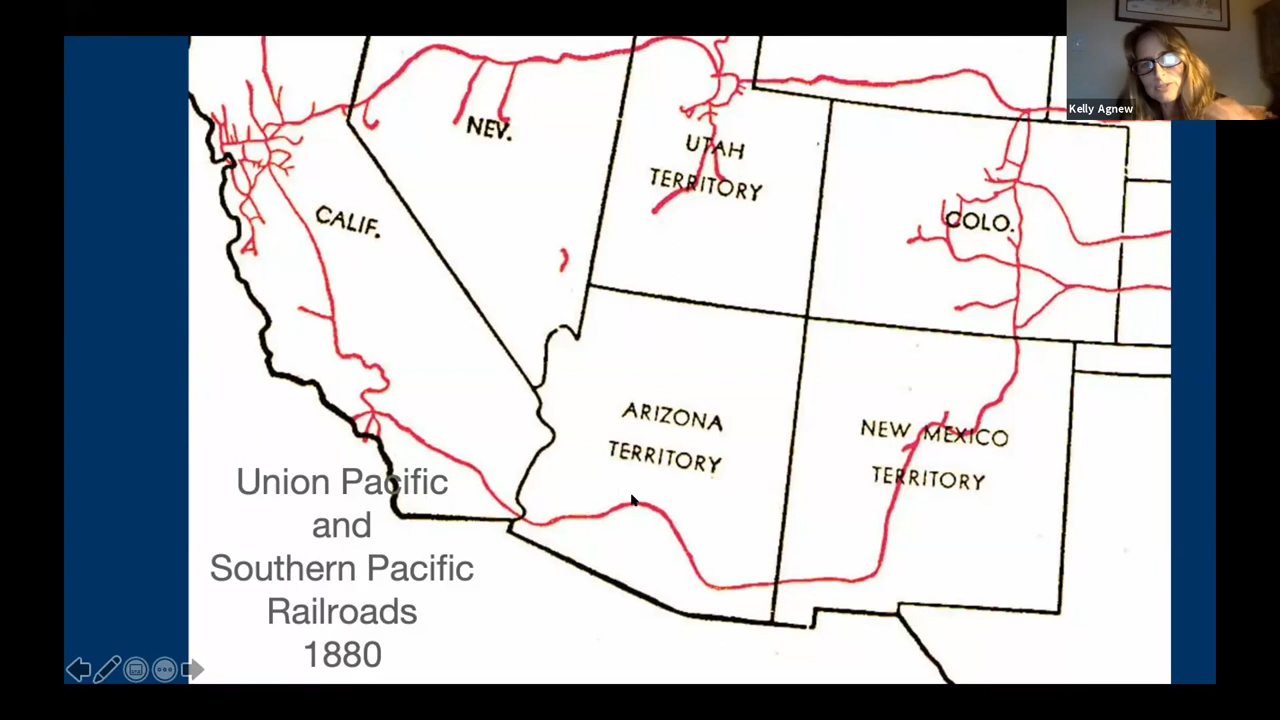 Kelly Agnew
NEV.
UTAH
TERRITORY
CALIF.
COLO.
ARIZONA
TERRITORY
NEW MEXICO
TERRITORY
Union Pacific
and
Southern Pacific
Railroads
1880